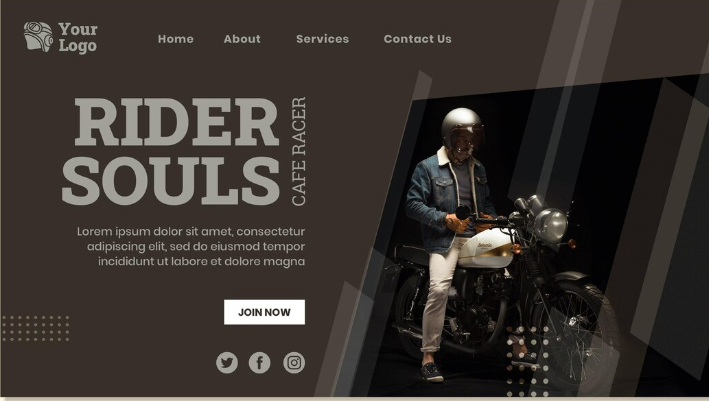 Your
Logo
Home
About
Services
Contact Us
RIDER
SOULS
CAFE RACER
Lorem ipsum dolor sit amet, consectetur
adipiscing elit, sed do eiusmod tempor
incididunt ut labore et dolore magna
JOIN NOW